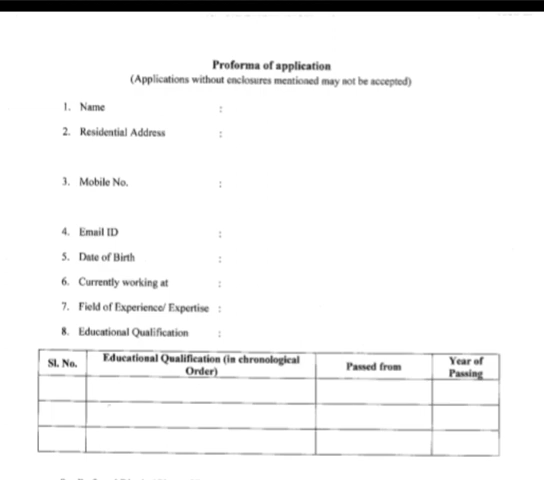 Proforma of application
(Applications without enclosures mentioned may not be accepted)
1. Name :
2. Residential Address :
3. Mobile No. :
4. Email ID :
5. Date of Birth :
6. Currently working at :
7. Field of Experience/ Expertise :
8. Educational Qualification :
Sl. No. Educational Qualification (in chronological Order) Passed from Year of Passing